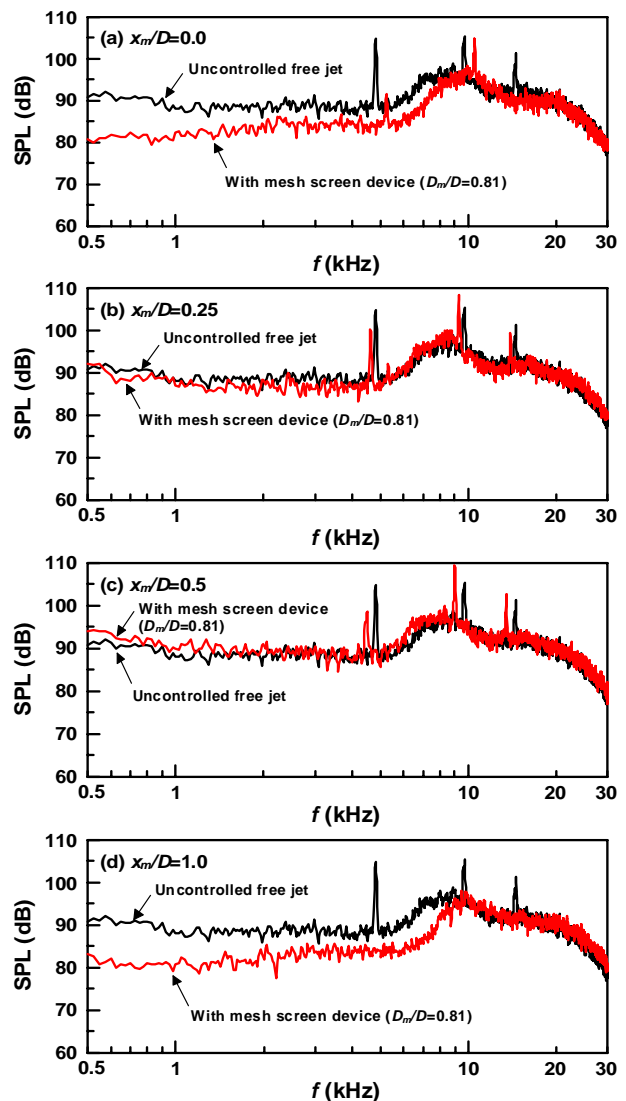 (a) xm/D=0.0
Uncontrolled free jet
With mesh screen device (Dm/D=0.81)
SPL (dB)
110
100
90
80
70
60
0.5
1
10
20
30
f (kHz)
(b) xm/D=0.25
Uncontrolled free jet
With mesh screen device (Dm/D=0.81)
SPL (dB)
110
100
90
80
70
60
0.5
1
10
20
30
f (kHz)
(c) xm/D=0.5
With mesh screen device
(Dm/D=0.81)
Uncontrolled free jet
SPL (dB)
110
100
90
80
70
60
0.5
1
10
20
30
f (kHz)
(d) xm/D=1.0
Uncontrolled free jet
With mesh screen device (Dm/D=0.81)
SPL (dB)
110
100
90
80
70
60
0.5
1
10
20
30
f (kHz)